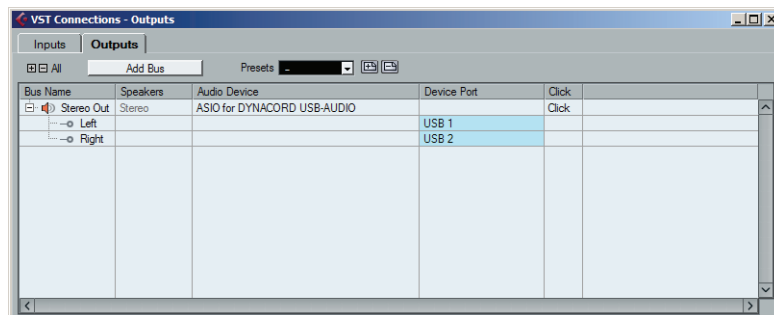 VST Connections - Outputs
Inputs Outputs
All Add Bus Presets -
Bus Name Speakers Audio Device Device Port Click
Stereo Out Stereo ASIO for DYNACORD USB-AUDIO Click
Left USB 1
Right USB 2